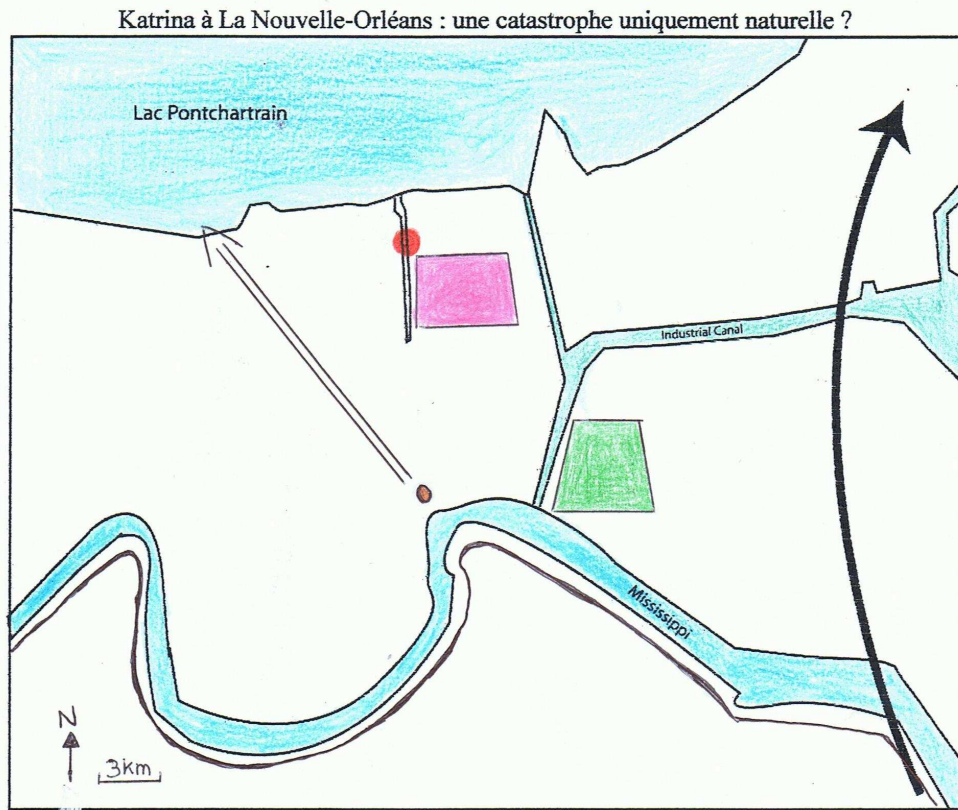 Katrina à La Nouvelle-Orléans : une catastrophe uniquement naturelle ?
Lac Pontchartrain
Industrial Canal
Mississippi
N
3km